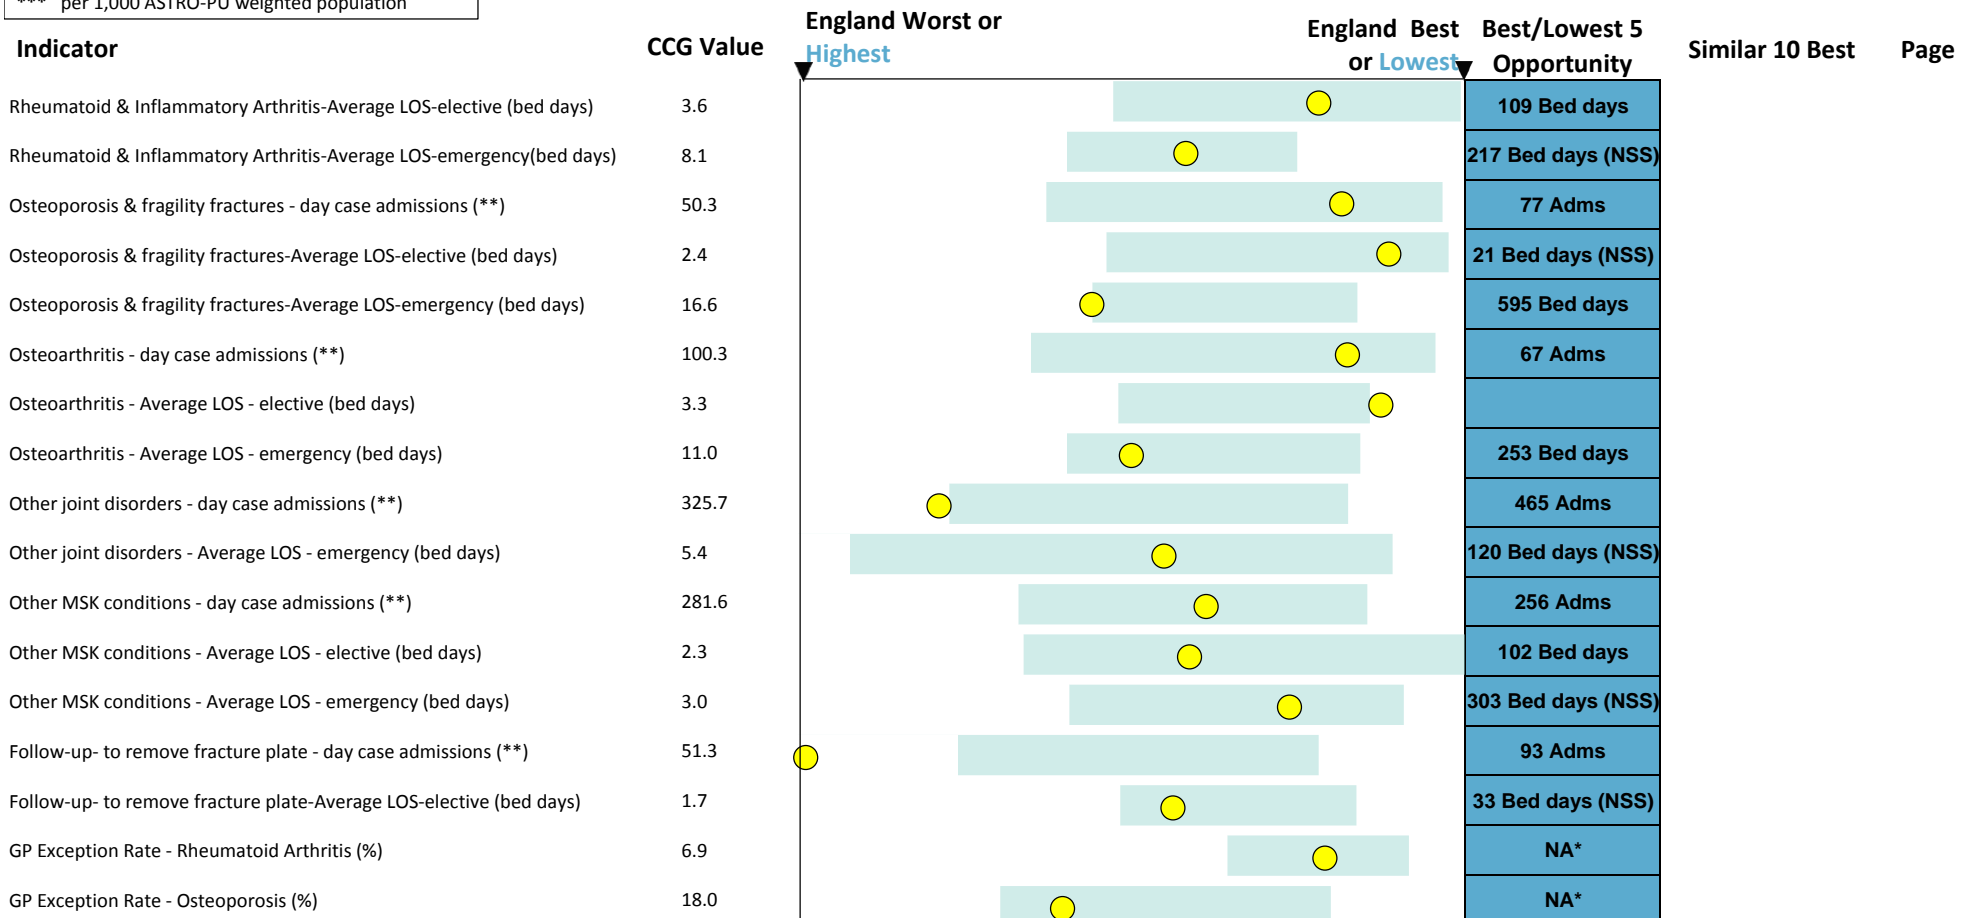 *** per 1,000 ASTRO-PU weighted population
Indicator CCG Value England Worst or Highest England Best or Lowest Best/Lowest 5 Opportunity Similar 10 Best Page
Rheumatoid & Inflammatory Arthritis-Average LOS-elective (bed days) 3.6 109 Bed days
Rheumatoid & Inflammatory Arthritis-Average LOS-emergency(bed days) 8.1 217 Bed days (NSS)
Osteoporosis & fragility fractures - day case admissions (**) 50.3 77 Adms
Osteoporosis & fragility fractures-Average LOS-elective (bed days) 2.4 21 Bed days (NSS)
Osteoporosis & fragility fractures-Average LOS-emergency (bed days) 16.6 595 Bed days
Osteoarthritis - day case admissions (**) 100.3 67 Adms
Osteoarthritis - Average LOS - elective (bed days) 3.3
Osteoarthritis - Average LOS - emergency (bed days) 11.0 253 Bed days
Other joint disorders - day case admissions (**) 325.7 465 Adms
Other joint disorders - Average LOS - emergency (bed days) 5.4 120 Bed days (NSS)
Other MSK conditions - day case admissions (**) 281.6 256 Adms
Other MSK conditions - Average LOS - elective (bed days) 2.3 102 Bed days
Other MSK conditions - Average LOS - emergency (bed days) 3.0 303 Bed days (NSS)
Follow-up- to remove fracture plate - day case admissions (**) 51.3 93 Adms
Follow-up- to remove fracture plate-Average LOS-elective (bed days) 1.7 33 Bed days (NSS)
GP Exception Rate - Rheumatoid Arthritis (%) 6.9 NA*
GP Exception Rate - Osteoporosis (%) 18.0 NA*